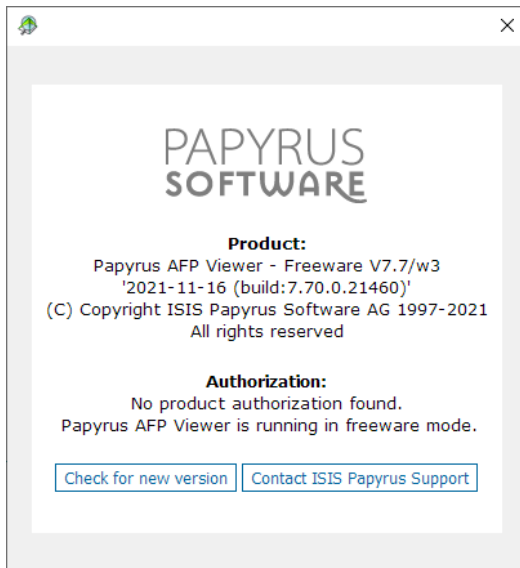 PAPYRUS
SOFTWARE
Product:
Papyrus AFP Viewer - Freeware V7.7/w3
'2021-11-16 (build:7.70.0.21460)'
(C) Copyright ISIS Papyrus Software AG 1997-2021
All rights reserved
Authorization:
No product authorization found.
Papyrus AFP Viewer is running in freeware mode.
Check for new version Contact ISIS Papyrus Support